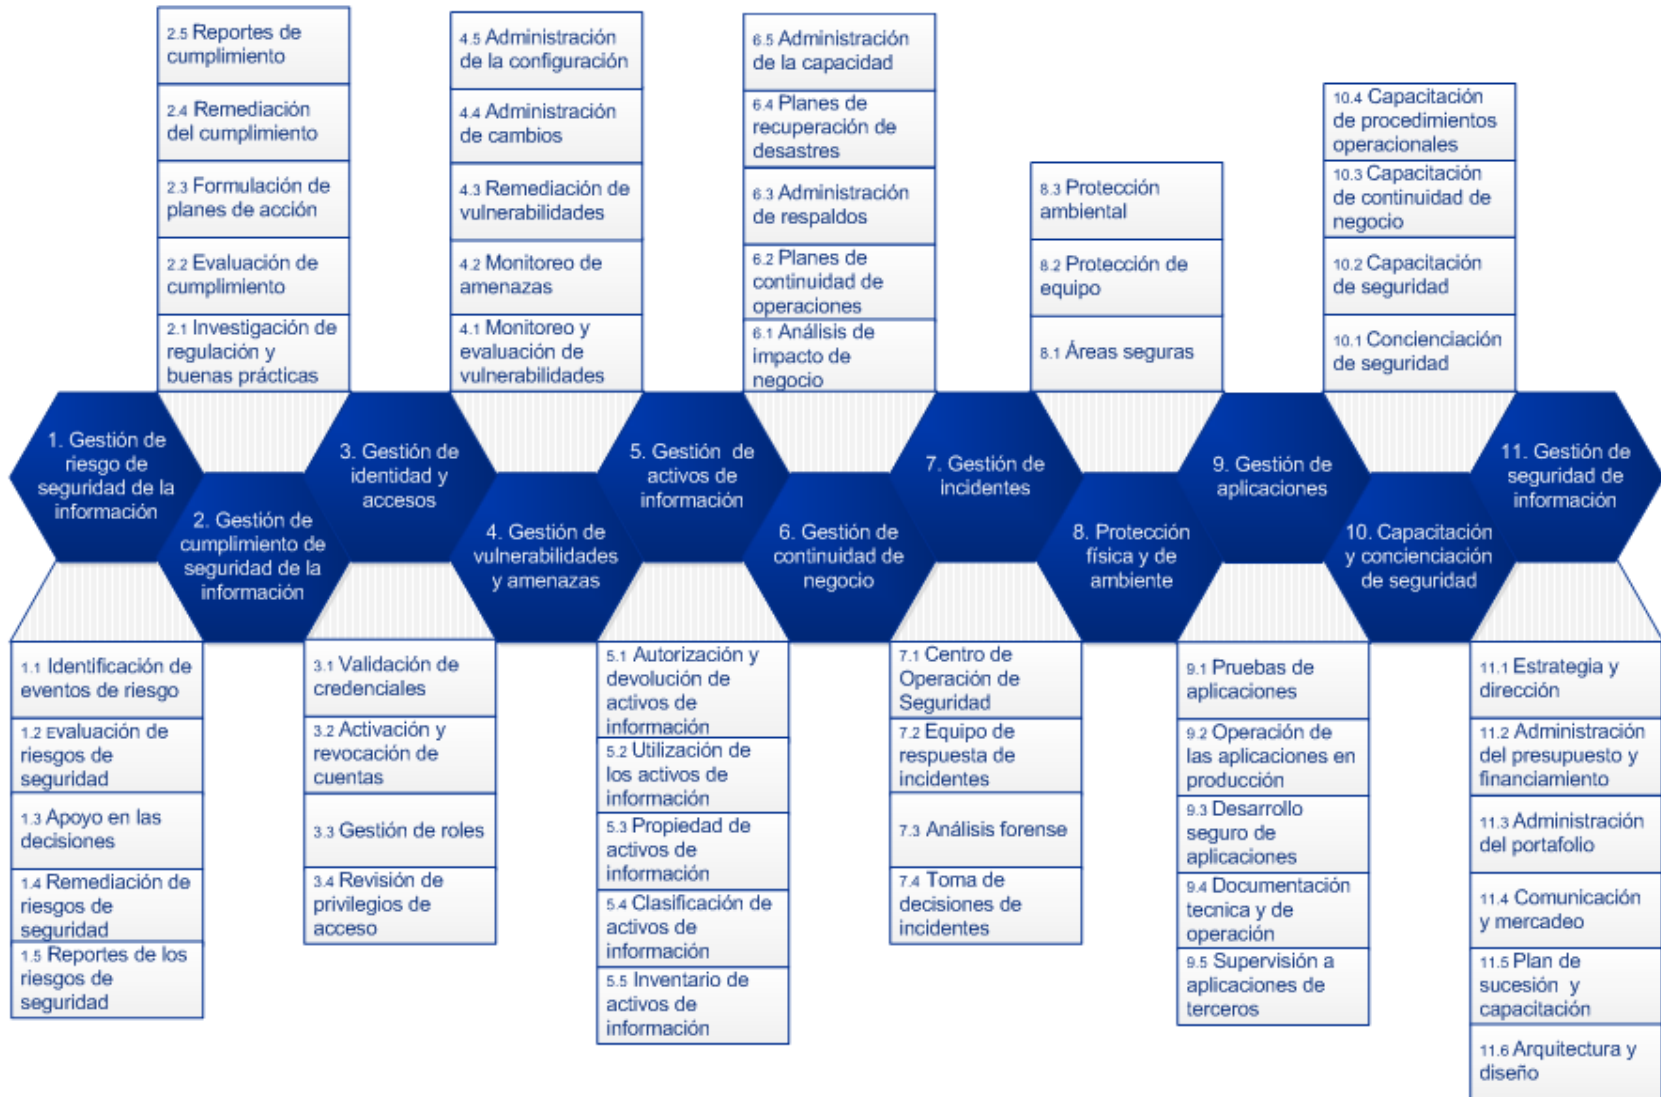 2.5 Reportes de
cumplimiento
2.4 Remediación
del cumplimiento
2.3 Formulación de
planes de acción
2.2 Evaluación de
cumplimiento
2.1 Investigación de
regulación y
buenas prácticas
4.5 Administración
de la configuración
4.4 Administración
de cambios
4.3 Remediación de
vulnerabilidades
4.2 Monitoreo de
amenazas
4.1 Monitoreo y
evaluación de
vulnerabilidades
6.5 Administración
de la capacidad
6.4 Planes de
recuperación de
desastres
6.3 Administración
de respaldos
6.2 Planes de
continuidad de
operaciones
6.1 Análisis de
impacto de
negocio
8.3 Protección
ambiental
8.2 Protección de
equipo
8.1 Áreas seguras
10.4 Capacitación
de procedimientos
operacionales
10.3 Capacitación
de continuidad de
negocio
10.2 Capacitación
de seguridad
10.1 Concienciación
de seguridad
1. Gestión de
riesgo de
seguridad de la
información
2. Gestión de
cumplimiento de
seguridad de la
información
3. Gestión de
identidad y
accesos
4. Gestión de
vulnerabilidades
y amenazas
5. Gestión de
activos de
información
6. Gestión de
continuidad de
negocio
7. Gestión de
incidentes
8. Protección
física y de
ambiente
9. Gestión de
aplicaciones
10. Capacitación
y concienciación
de seguridad
11. Gestión de
seguridad de
información
1.1 Identificación de
eventos de riesgo
1.2 Evaluación de
riesgos de
seguridad
1.3 Apoyo en las
decisiones
1.4 Remediación de
riesgos de
seguridad
1.5 Reportes de los
riesgos de
seguridad
3.1 Validación de
credenciales
3.2 Activación y
revocación de
cuentas
3.3 Gestión de roles
3.4 Revisión de
privilegios de
acceso
5.1 Autorización y
devolución de
activos de
información
5.2 Utilización de
los activos de
información
5.3 Propiedad de
activos de
información
5.4 Clasificación de
activos de
información
5.5 Inventario de
activos de
información
7.1 Centro de
Operación de
Seguridad
7.2 Equipo de
respuesta de
incidentes
7.3 Análisis forense
7.4 Toma de
decisiones de
incidentes
9.1 Pruebas de
aplicaciones
9.2 Operación de
las aplicaciones en
producción
9.3 Desarrollo
seguro de
aplicaciones
9.4 Documentación
tecnica y de
operación
9.5 Supervisión a
aplicaciones de
terceros
11.1 Estrategia y
dirección
11.2 Administración
del presupuesto y
financiamiento
11.3 Administración
del portafolio
11.4 Comunicación
y mercadeo
11.5 Plan de
sucesión y
capacitación
11.6 Arquitectura y
diseño